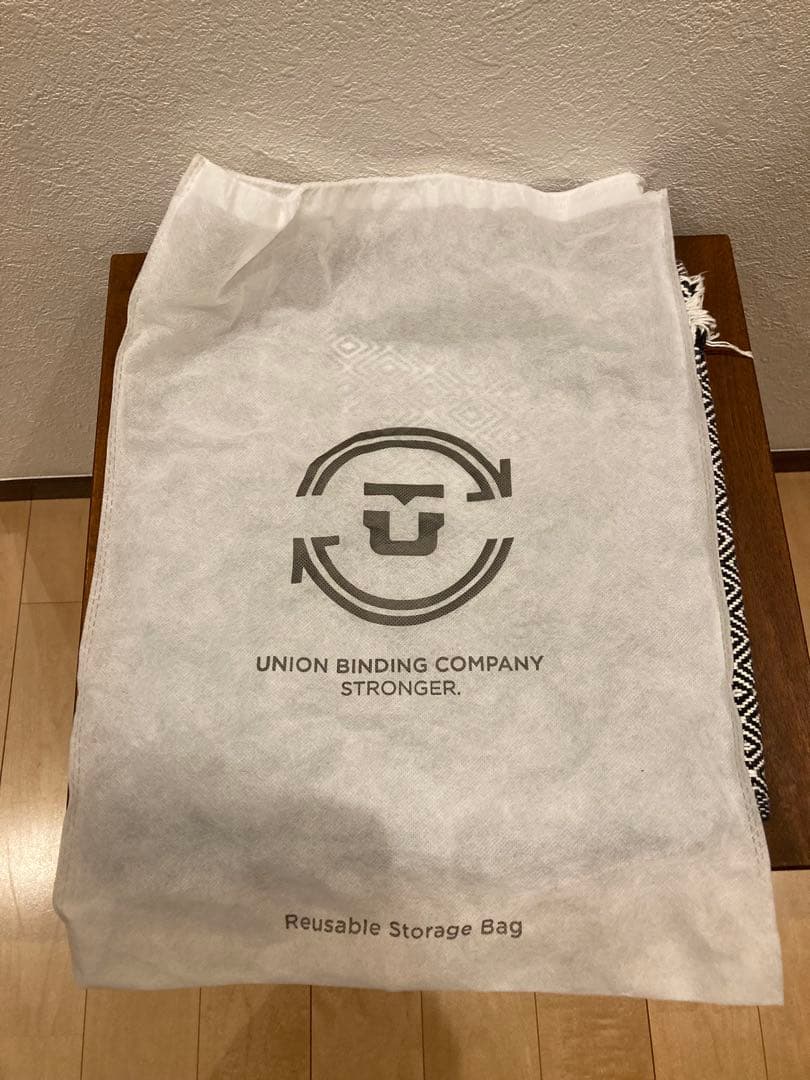 UNION BINDING COMPANY
STRONGER.
Reusable Storage Bag